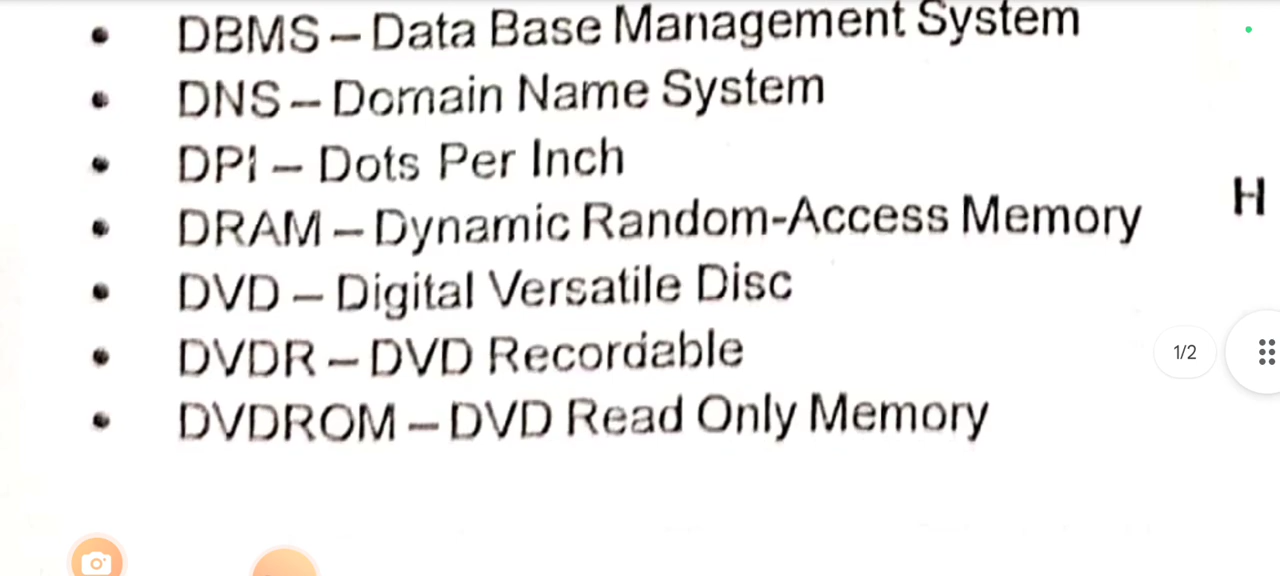 • DBMS – Data Base Management System
• DNS – Domain Name System
• DPI – Dots Per Inch
• DRAM – Dynamic Random-Access Memory
H
• DVD – Digital Versatile Disc
• DVDR – DVD Recordable
1/2
• DVDROM – DVD Read Only Memory